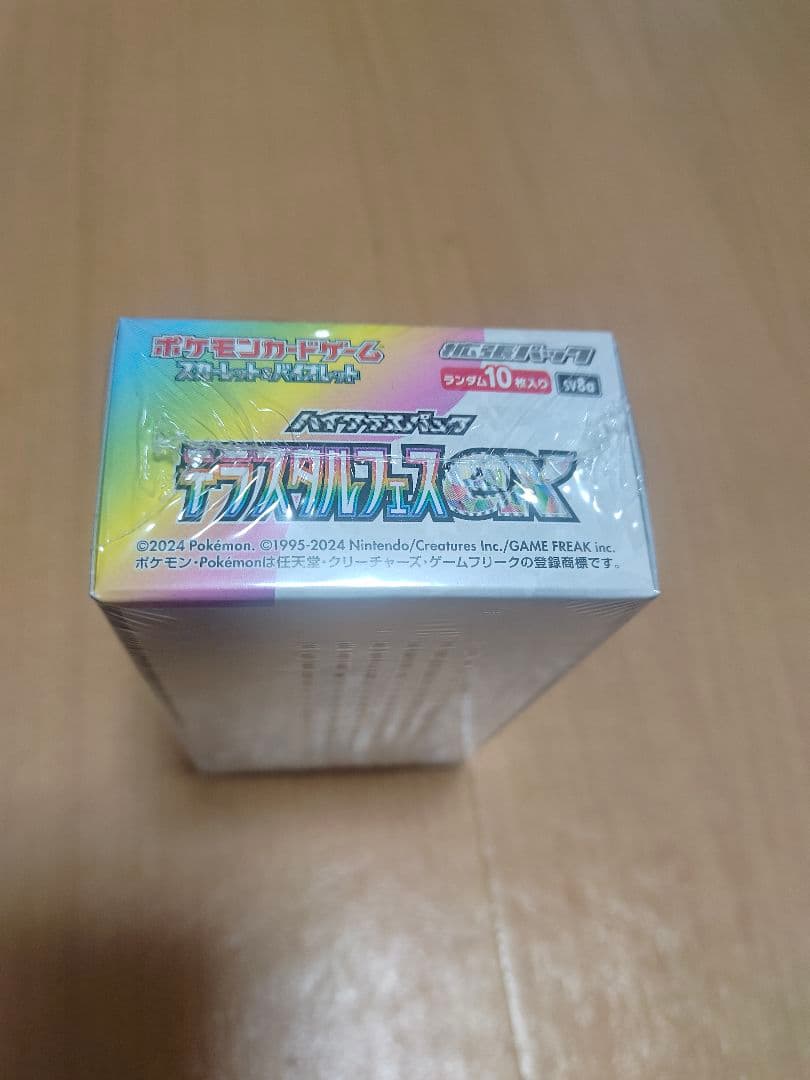 ポケモンカードゲーム
スカーレット&バイオレット
拡張パック
ランダム10枚入り
sv8a
ハイクラスパック
テラスタルフェスex
©2024 Pokémon. ©1995-2024 Nintendo/Creatures Inc./GAME FREAK inc.
ポケモン・Pokémonは任天堂・クリーチャーズ・ゲームフリークの登録商標です。